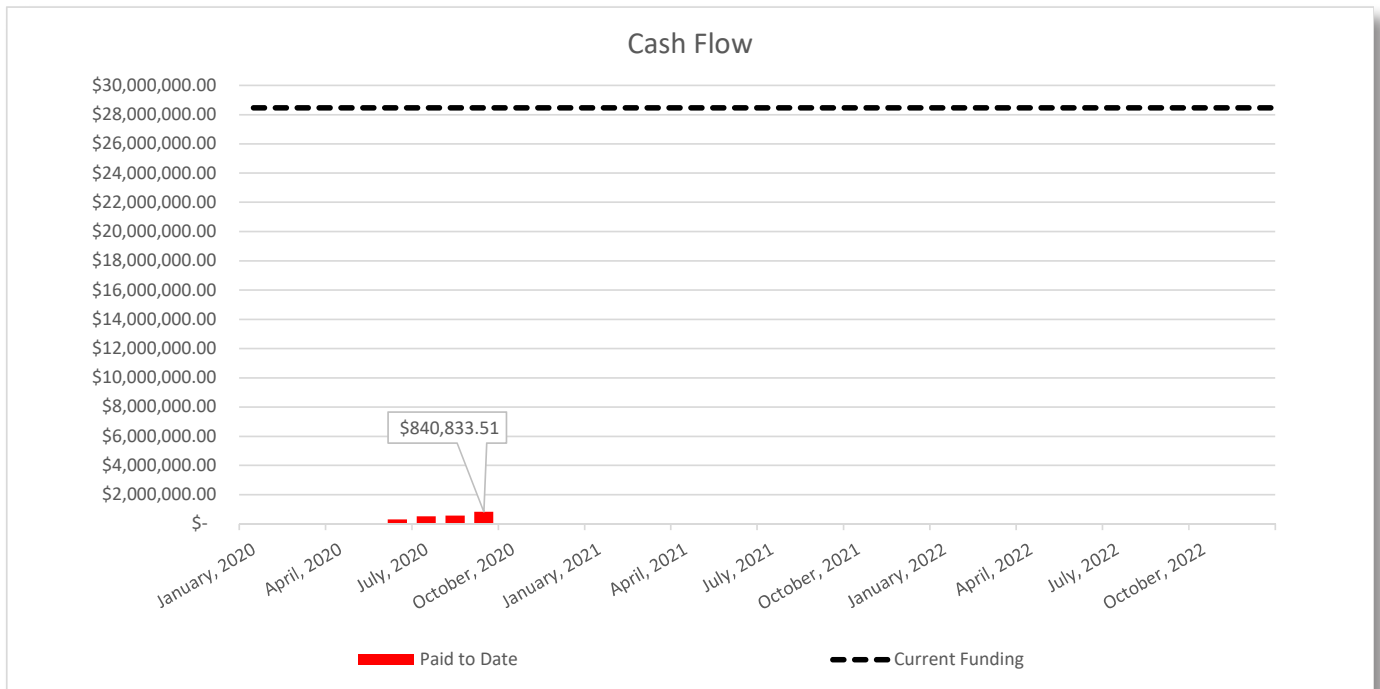 Cash Flow
$30,000,000.00
$28,000,000.00
$26,000,000.00
$24,000,000.00
$22,000,000.00
$20,000,000.00
$18,000,000.00
$16,000,000.00
$14,000,000.00
$12,000,000.00
$10,000,000.00
$8,000,000.00
$6,000,000.00
$4,000,000.00
$2,000,000.00
$-
$840,833.51
January, 2020
April, 2020
July, 2020
October, 2020
January, 2021
April, 2021
July, 2021
October, 2021
January, 2022
April, 2022
July, 2022
October, 2022
Paid to Date
Current Funding